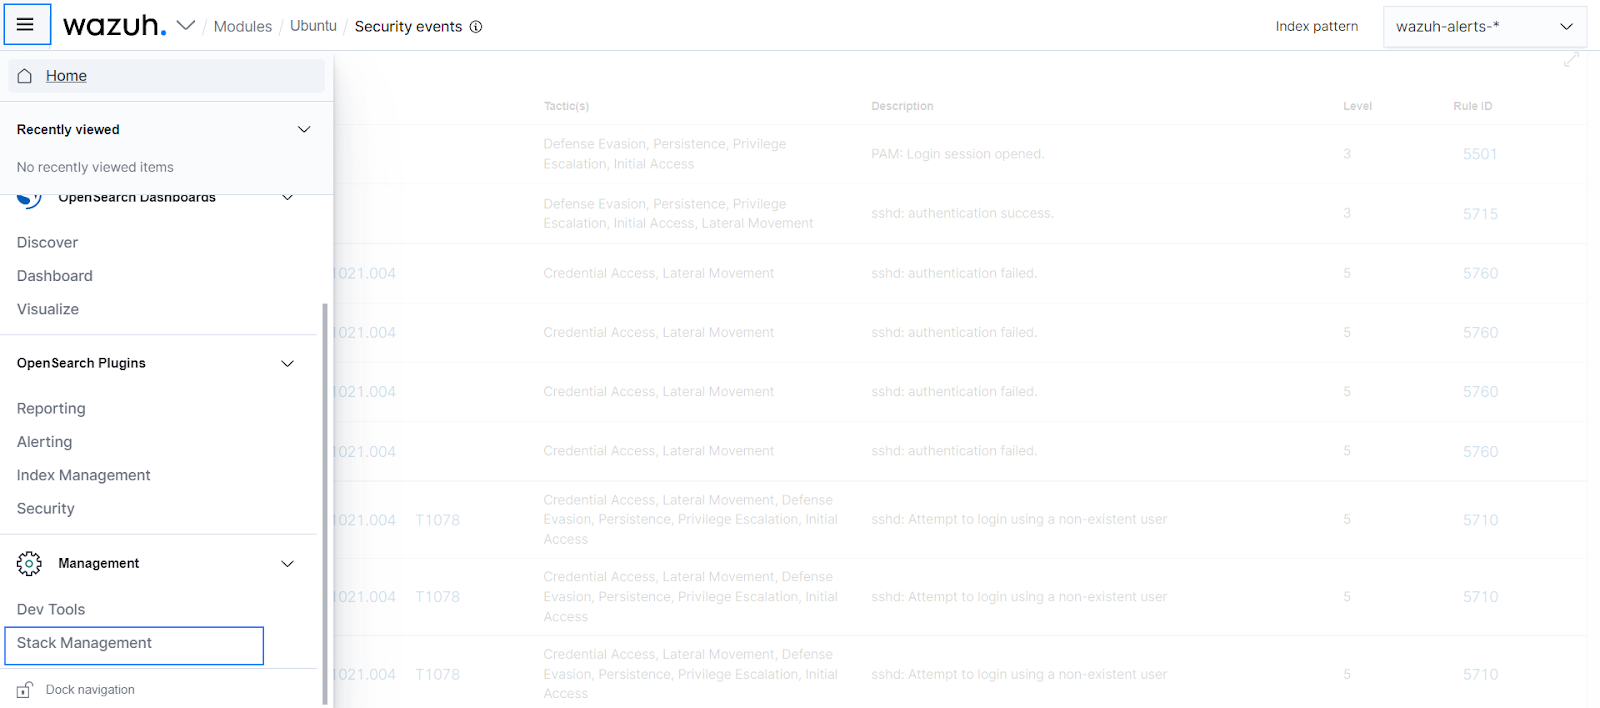 wazuh. / Modules / Ubuntu / Security events
Index pattern
wazuh-alerts-*
Home
Recently viewed
No recently viewed items
OpenSearch Dashboards
Discover
Dashboard
Visualize
OpenSearch Plugins
Reporting
Alerting
Index Management
Security
Management
Dev Tools
Stack Management
Dock navigation
Tactic(s) Description Level Rule ID
Defense Evasion, Persistence, Privilege
Escalation, Initial Access
PAM: Login session opened. 3 5501
Defense Evasion, Persistence, Privilege
Escalation, Initial Access, Lateral Movement
sshd: authentication success. 3 5715
1021.004 Credential Access, Lateral Movement sshd: authentication failed. 5 5760
1021.004 Credential Access, Lateral Movement sshd: authentication failed. 5 5760
1021.004 Credential Access, Lateral Movement sshd: authentication failed. 5 5760
1021.004 Credential Access, Lateral Movement sshd: authentication failed. 5 5760
Credential Access, Lateral Movement, Defense
1021.004 T1078 Evasion, Persistence, Privilege Escalation, Initial sshd: Attempt to login using a non-existent user 5 5710
Access
Credential Access, Lateral Movement, Defense
1021.004 T1078 Evasion, Persistence, Privilege Escalation, Initial sshd: Attempt to login using a non-existent user 5 5710
Access
Credential Access, Lateral Movement, Defense
1021.004 T1078 Evasion, Persistence, Privilege Escalation, Initial sshd: Attempt to login using a non-existent user 5 5710
Access